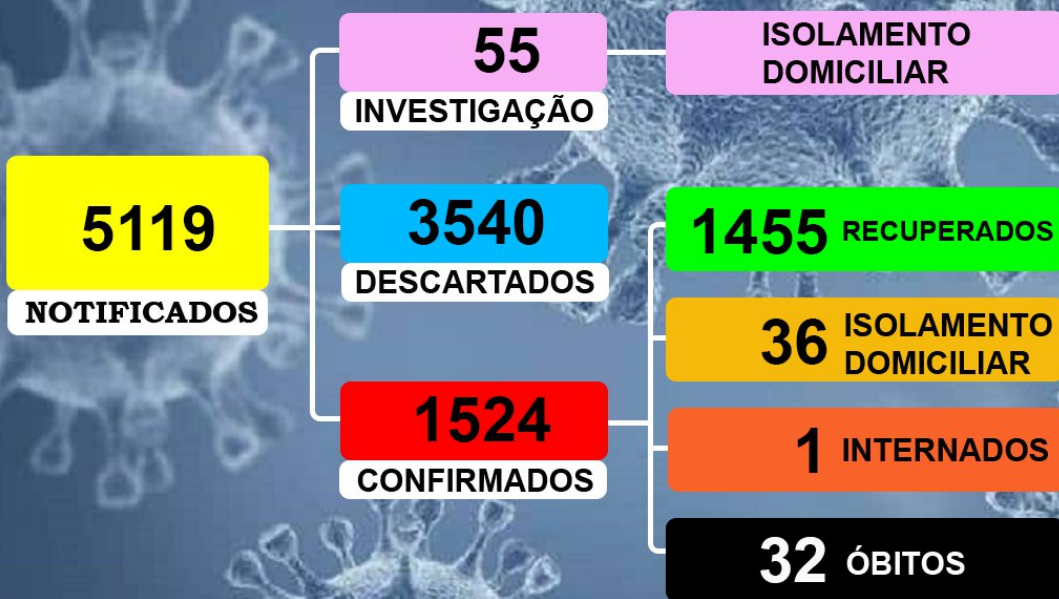 5119
NOTIFICADOS
55
INVESTIGAÇÃO
ISOLAMENTO
DOMICILIAR
3540
DESCARTADOS
1524
CONFIRMADOS
1455 RECUPERADOS
36 ISOLAMENTO
DOMICILIAR
1 INTERNADOS
32 ÓBITOS